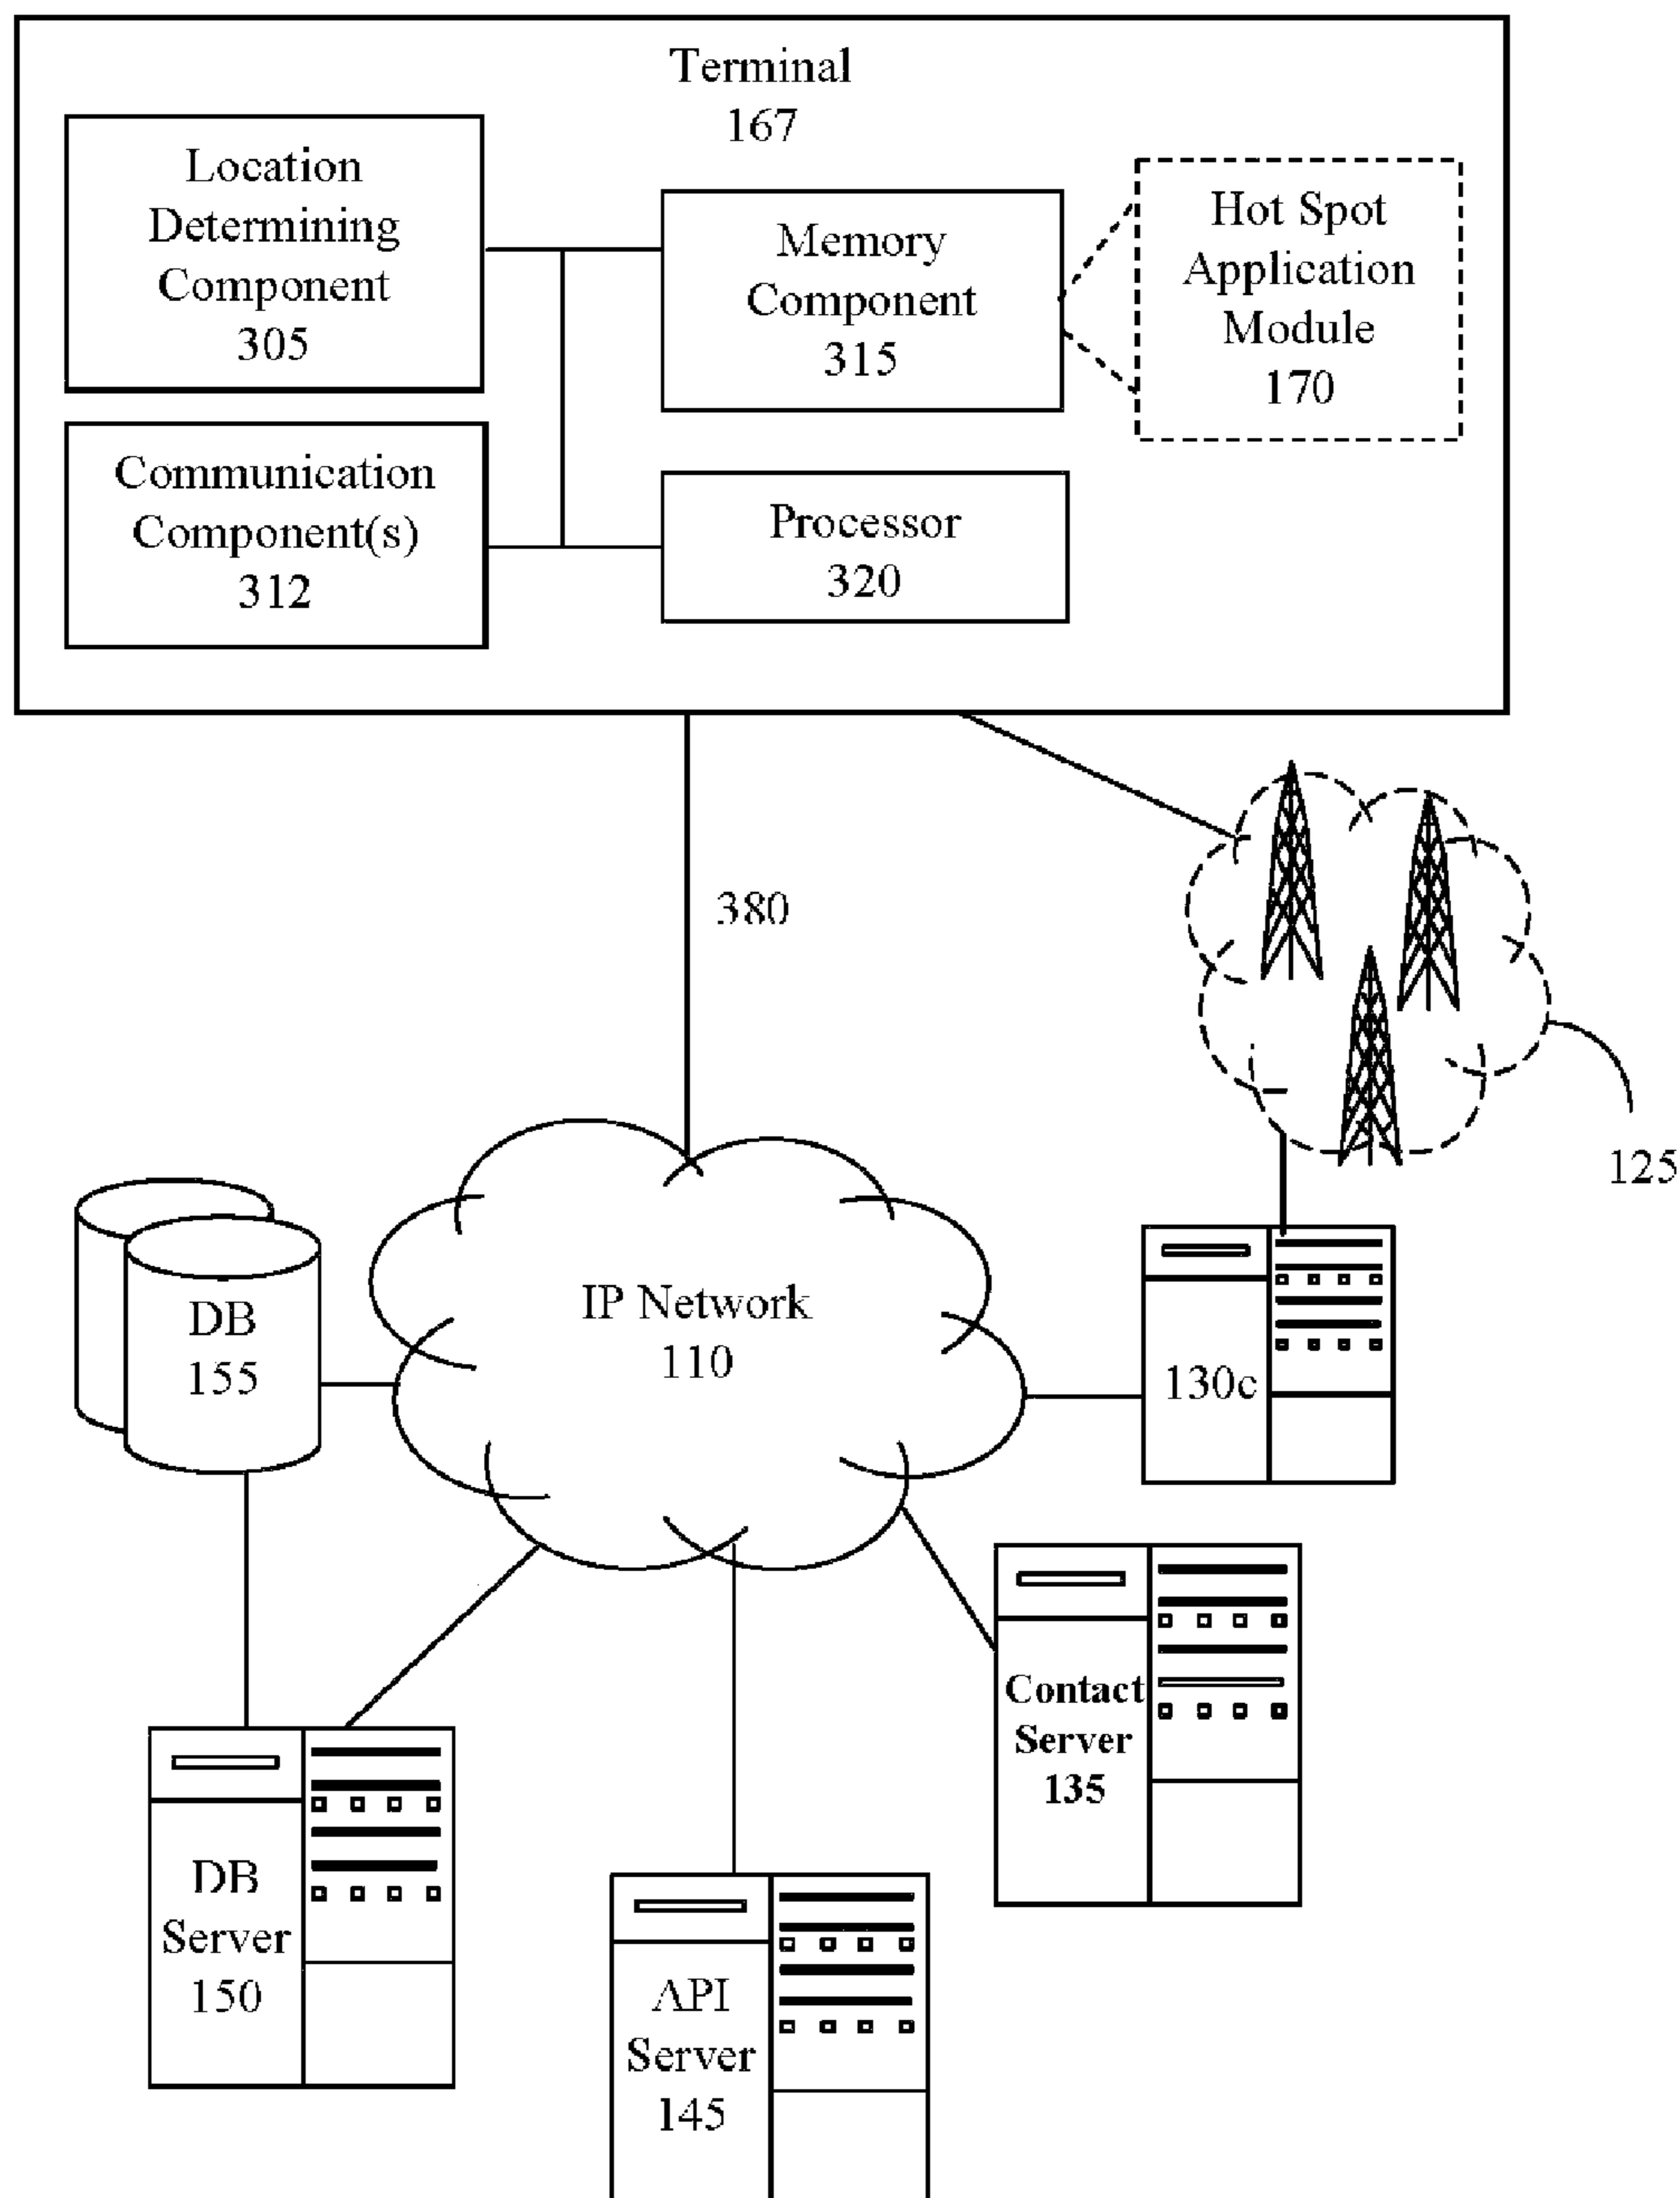 Terminal
167
Location
Determining
Component
305
Memory
Component
315
Hot Spot
Application
Module
170
Communication
Component(s)
312
Processor
320
380
125
IP Network
110
DB
155
130c
Contact
Server
135
DB
Server
150
API
Server
145